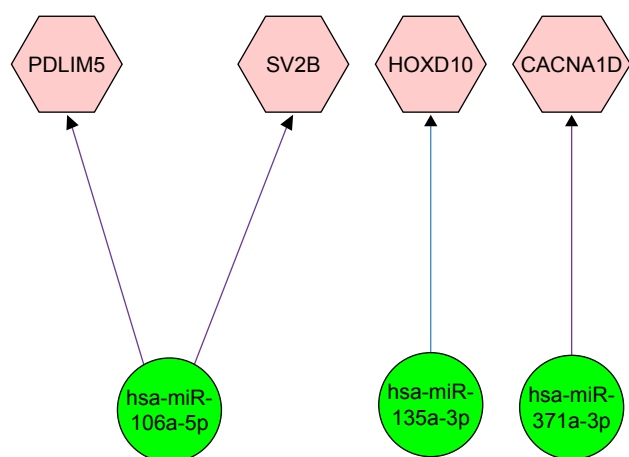 PDLIM5
SV2B
HOXD10
CACNA1D
hsa-miR-
106a-5p
hsa-miR-
135a-3p
hsa-miR-
371a-3p